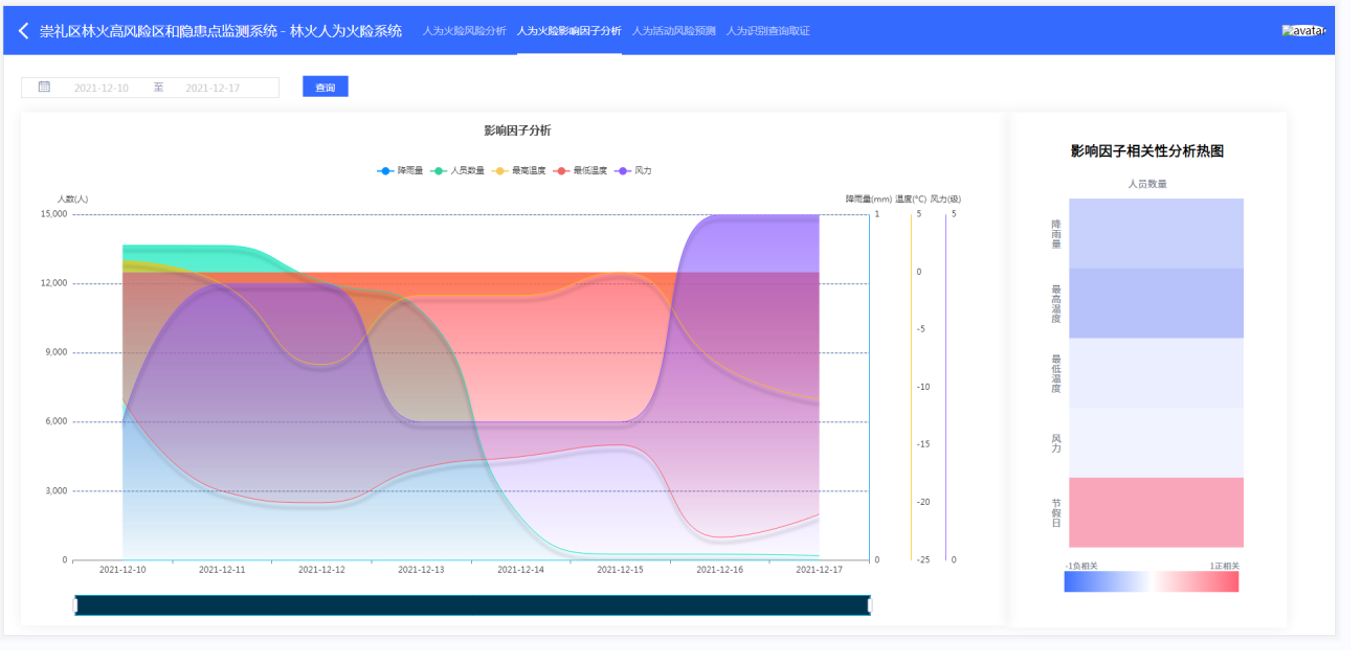 崇礼区林火高风险区和隐患点监测系统 - 林火人为火险系统 人为火险风险分析 人为火险影响因子分析 人为活动风险预测 人为识别查询取证 avatar
2021-12-10 至 2021-12-17 查询
影响因子分析
降雨量 人员数量 最高温度 最低温度 风力
人数(人) 降雨量(mm) 温度(°C) 风力(级)
15,000 1 5 5
0
12,000
-5
9,000
-10
6,000
-15
3,000
-20
0 0 -25 0
2021-12-10 2021-12-11 2021-12-12 2021-12-13 2021-12-14 2021-12-15 2021-12-16 2021-12-17
影响因子相关性分析热图
人员数量
降雨量
最高温度
最低温度
风力
节假日
-1负相关 1正相关